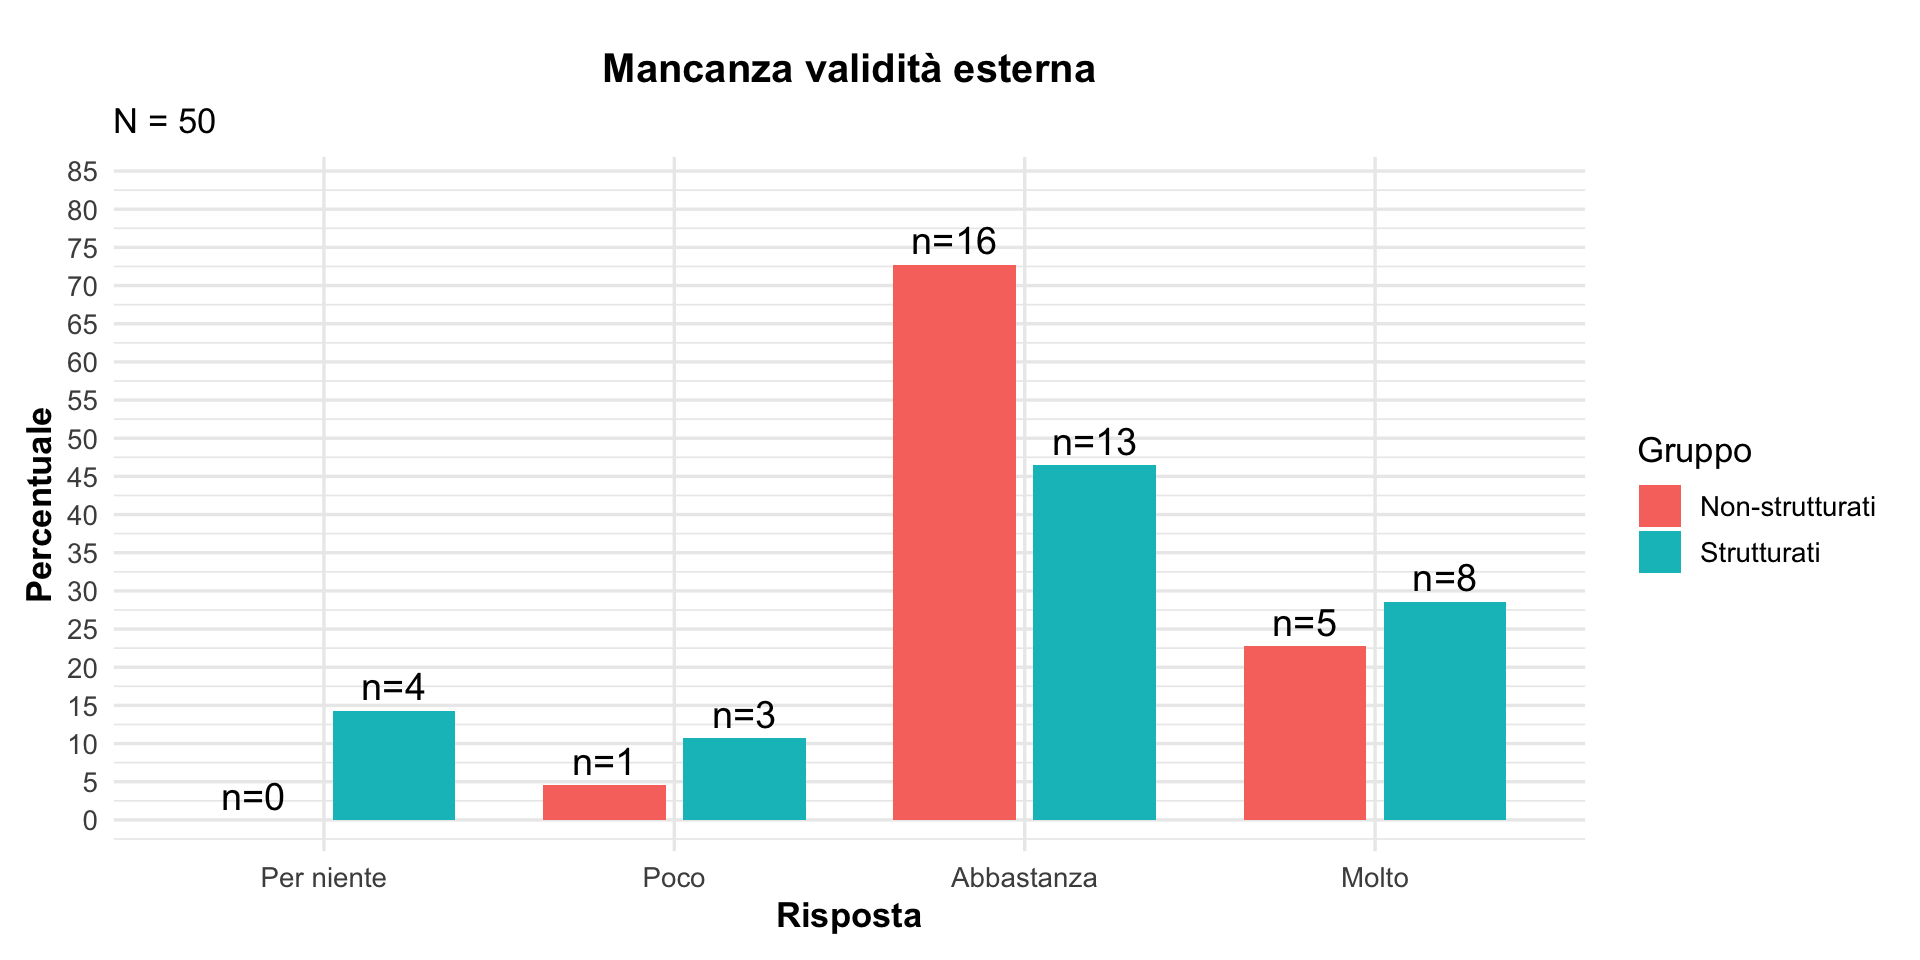 Mancanza validità esterna
N = 50
85
80
75
70
65
60
55
50
45
40
35
30
25
20
15
10
5
0
Percentuale
n=0
n=4
n=1
n=3
n=16
n=13
n=5
n=8
Per niente
Poco
Abbastanza
Molto
Risposta
Gruppo
Non-strutturati
Strutturati